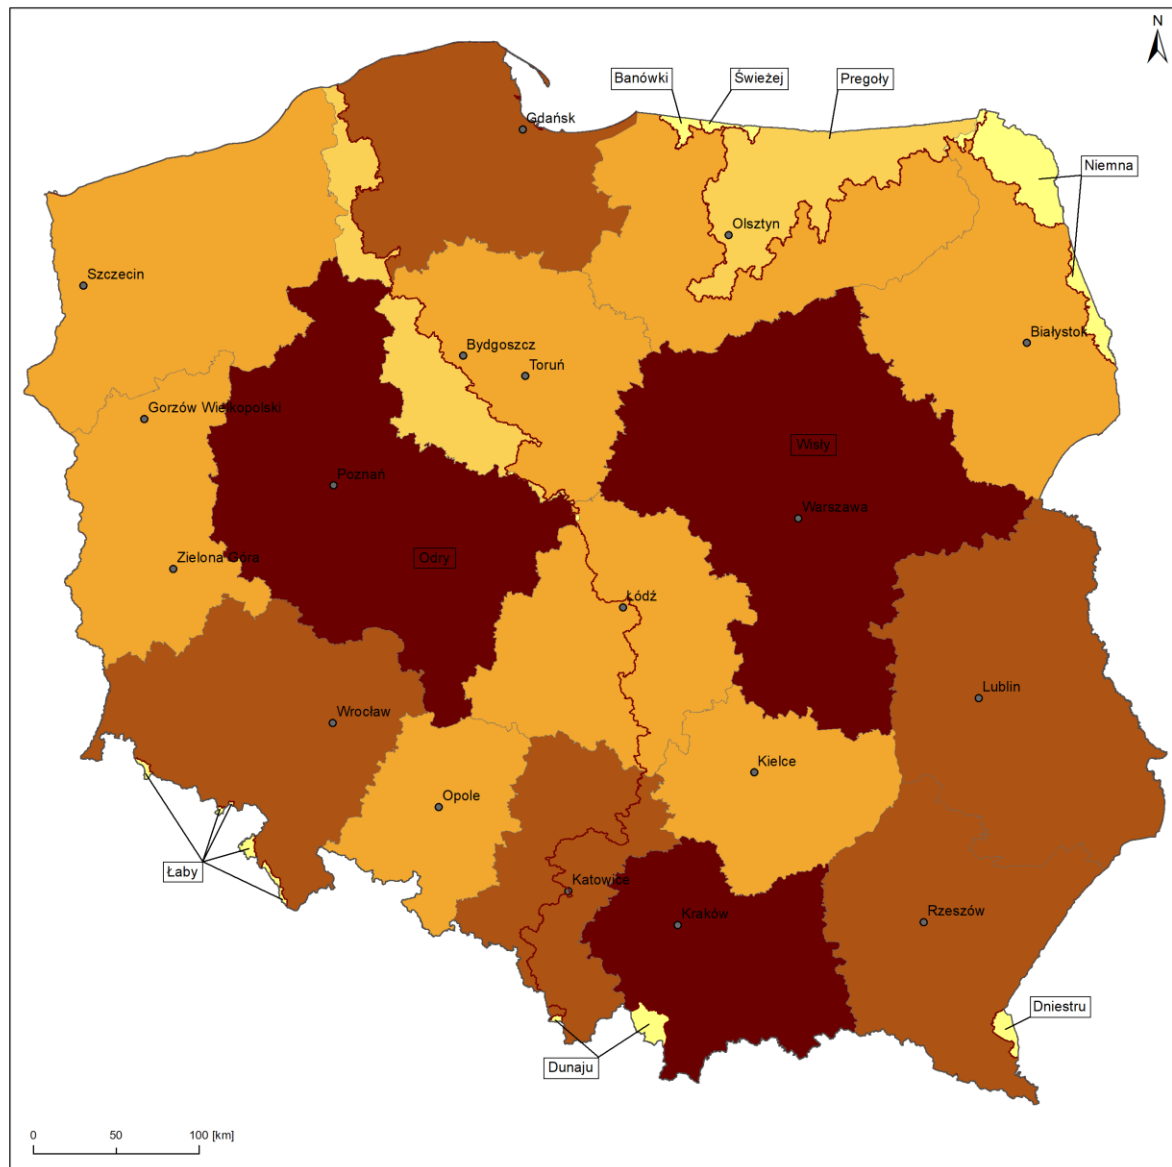 N
Banówki
Świeżej
Pregoły
Gdańsk
Niemna
Olsztyn
Szczecin
Białystok
Bydgoszcz
Toruń
Gorzów Wielkopolski
Wisły
Poznań
Warszawa
Odry
Zielona Góra
Łódź
Lublin
Wrocław
Kielce
Opole
Łaby
Katowice
Kraków
Rzeszów
Dniestru
Dunaju
0 50 100 [km]